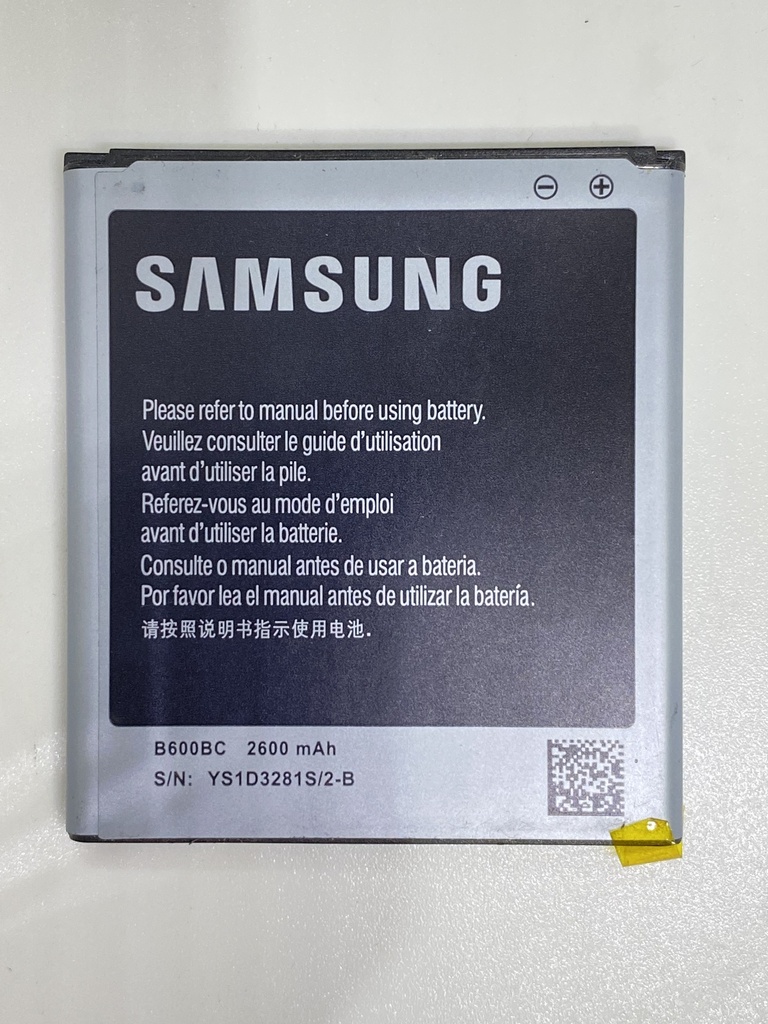 SAMSUNG
Please refer to manual before using battery.
Veuillez consulter le guide d'utilisation
avant d'utiliser la pile.
Referez-vous au mode d'emploi
avant d'utiliser la batterie.
Consulte o manual antes de usar a bateria.
Por favor lea el manual antes de utilizar la batería.
请按照说明书指示使用电池.
B600BC 2600 mAh
S/N: YS1D3281S/2-B